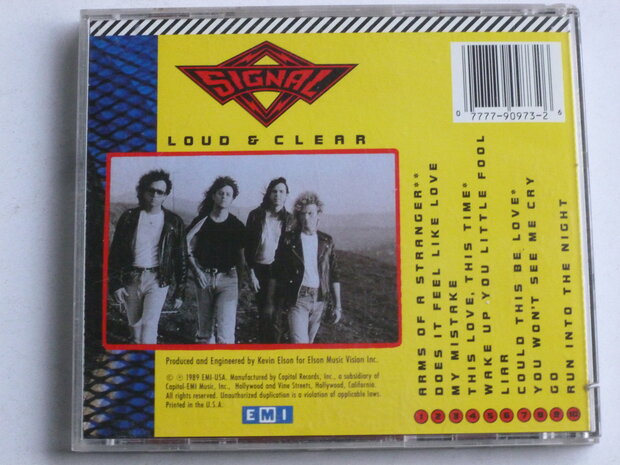 SIGNAL
LOUD & CLEAR
0 7777-90973-2 6
Produced and Engineered by Kevin Elson for Elson Music Vision Inc.
© ℗ 1989 EMI-USA. Manufactured by Capitol Records, Inc., a subsidiary of
Capitol-EMI Music, Inc., Hollywood and Vine Streets, Hollywood, California.
All rights reserved. Unauthorized duplication is a violation of applicable laws.
Printed in the U.S.A.
EMI
1 ARMS OF A STRANGER**
2 DOES IT FEEL LIKE LOVE
3 MY MISTAKE
4 THIS LOVE, THIS TIME*
5 WAKE UP YOU LITTLE FOOL
6 LIAR
7 COULD THIS BE LOVE*
8 YOU WON'T SEE ME CRY
9 GO
10 RUN INTO THE NIGHT